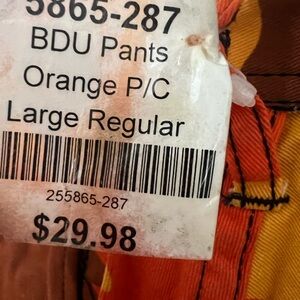 5865-287
BDU Pants
Orange P/C
Large Regular
255865-287
$29.98